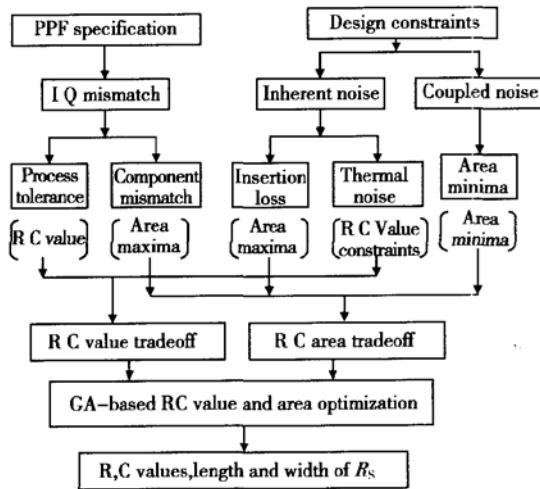 PPF specification
Design constraints
I Q mismatch
Inherent noise
Coupled noise
Process tolerance
Component mismatch
Insertion loss
Thermal noise
Area minima
(R C value)
(Area maxima)
(Area maxima)
(R C Value constraints)
(Area minima)
R C value tradeoff
R C area tradeoff
GA-based RC value and area optimization
R,C values,length and width of Rs